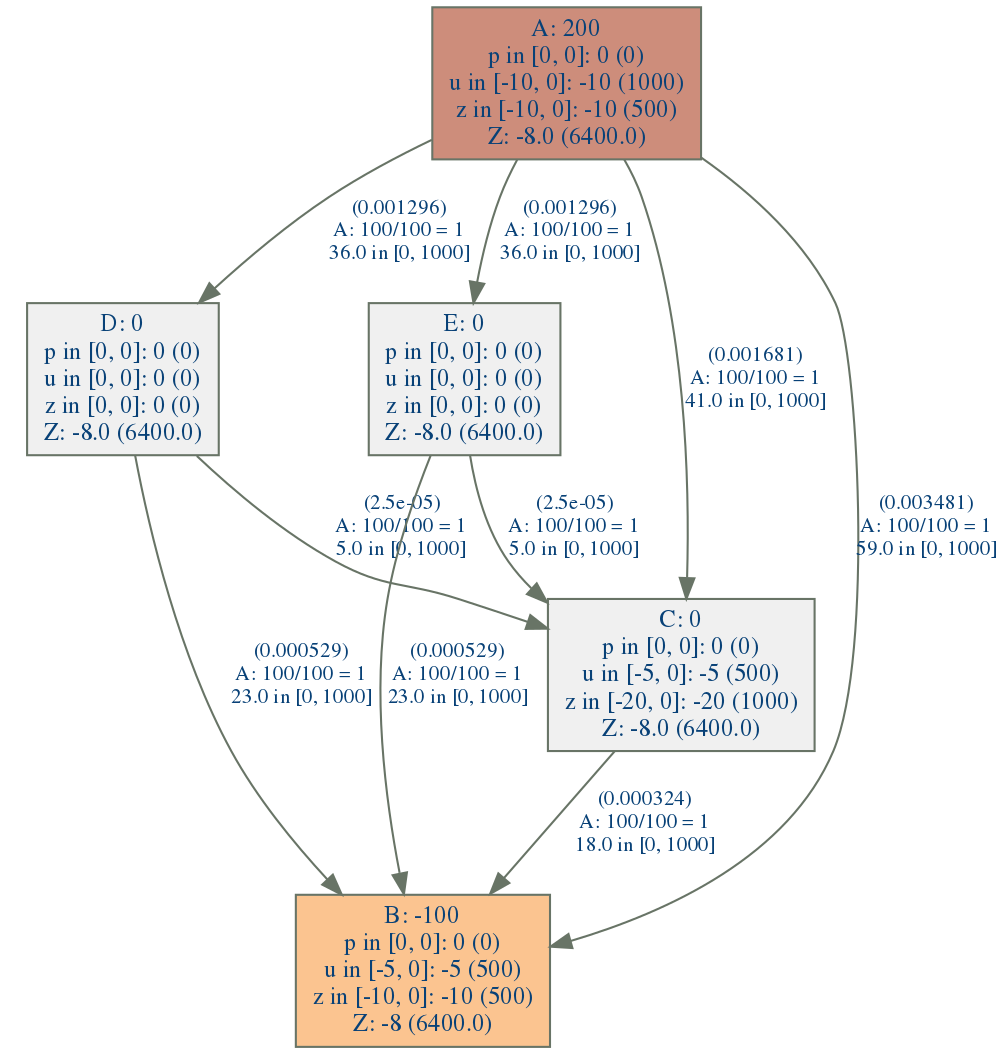 A: 200
p in [0, 0]: 0 (0)
u in [-10, 0]: -10 (1000)
z in [-10, 0]: -10 (500)
Z: -8.0 (6400.0)
(0.001296)
A: 100/100 = 1
36.0 in [0, 1000]
(0.001296)
A: 100/100 = 1
36.0 in [0, 1000]
D: 0
p in [0, 0]: 0 (0)
u in [0, 0]: 0 (0)
z in [0, 0]: 0 (0)
Z: -8.0 (6400.0)
E: 0
p in [0, 0]: 0 (0)
u in [0, 0]: 0 (0)
z in [0, 0]: 0 (0)
Z: -8.0 (6400.0)
(0.001681)
A: 100/100 = 1
41.0 in [0, 1000]
(2.5e-05)
A: 100/100 = 1
5.0 in [0, 1000]
(2.5e-05)
A: 100/100 = 1
5.0 in [0, 1000]
(0.003481)
A: 100/100 = 1
59.0 in [0, 1000]
C: 0
p in [0, 0]: 0 (0)
u in [-5, 0]: -5 (500)
z in [-20, 0]: -20 (1000)
Z: -8.0 (6400.0)
(0.000529)
A: 100/100 = 1
23.0 in [0, 1000]
(0.000529)
A: 100/100 = 1
23.0 in [0, 1000]
(0.000324)
A: 100/100 = 1
18.0 in [0, 1000]
B: -100
p in [0, 0]: 0 (0)
u in [-5, 0]: -5 (500)
z in [-10, 0]: -10 (500)
Z: -8 (6400.0)